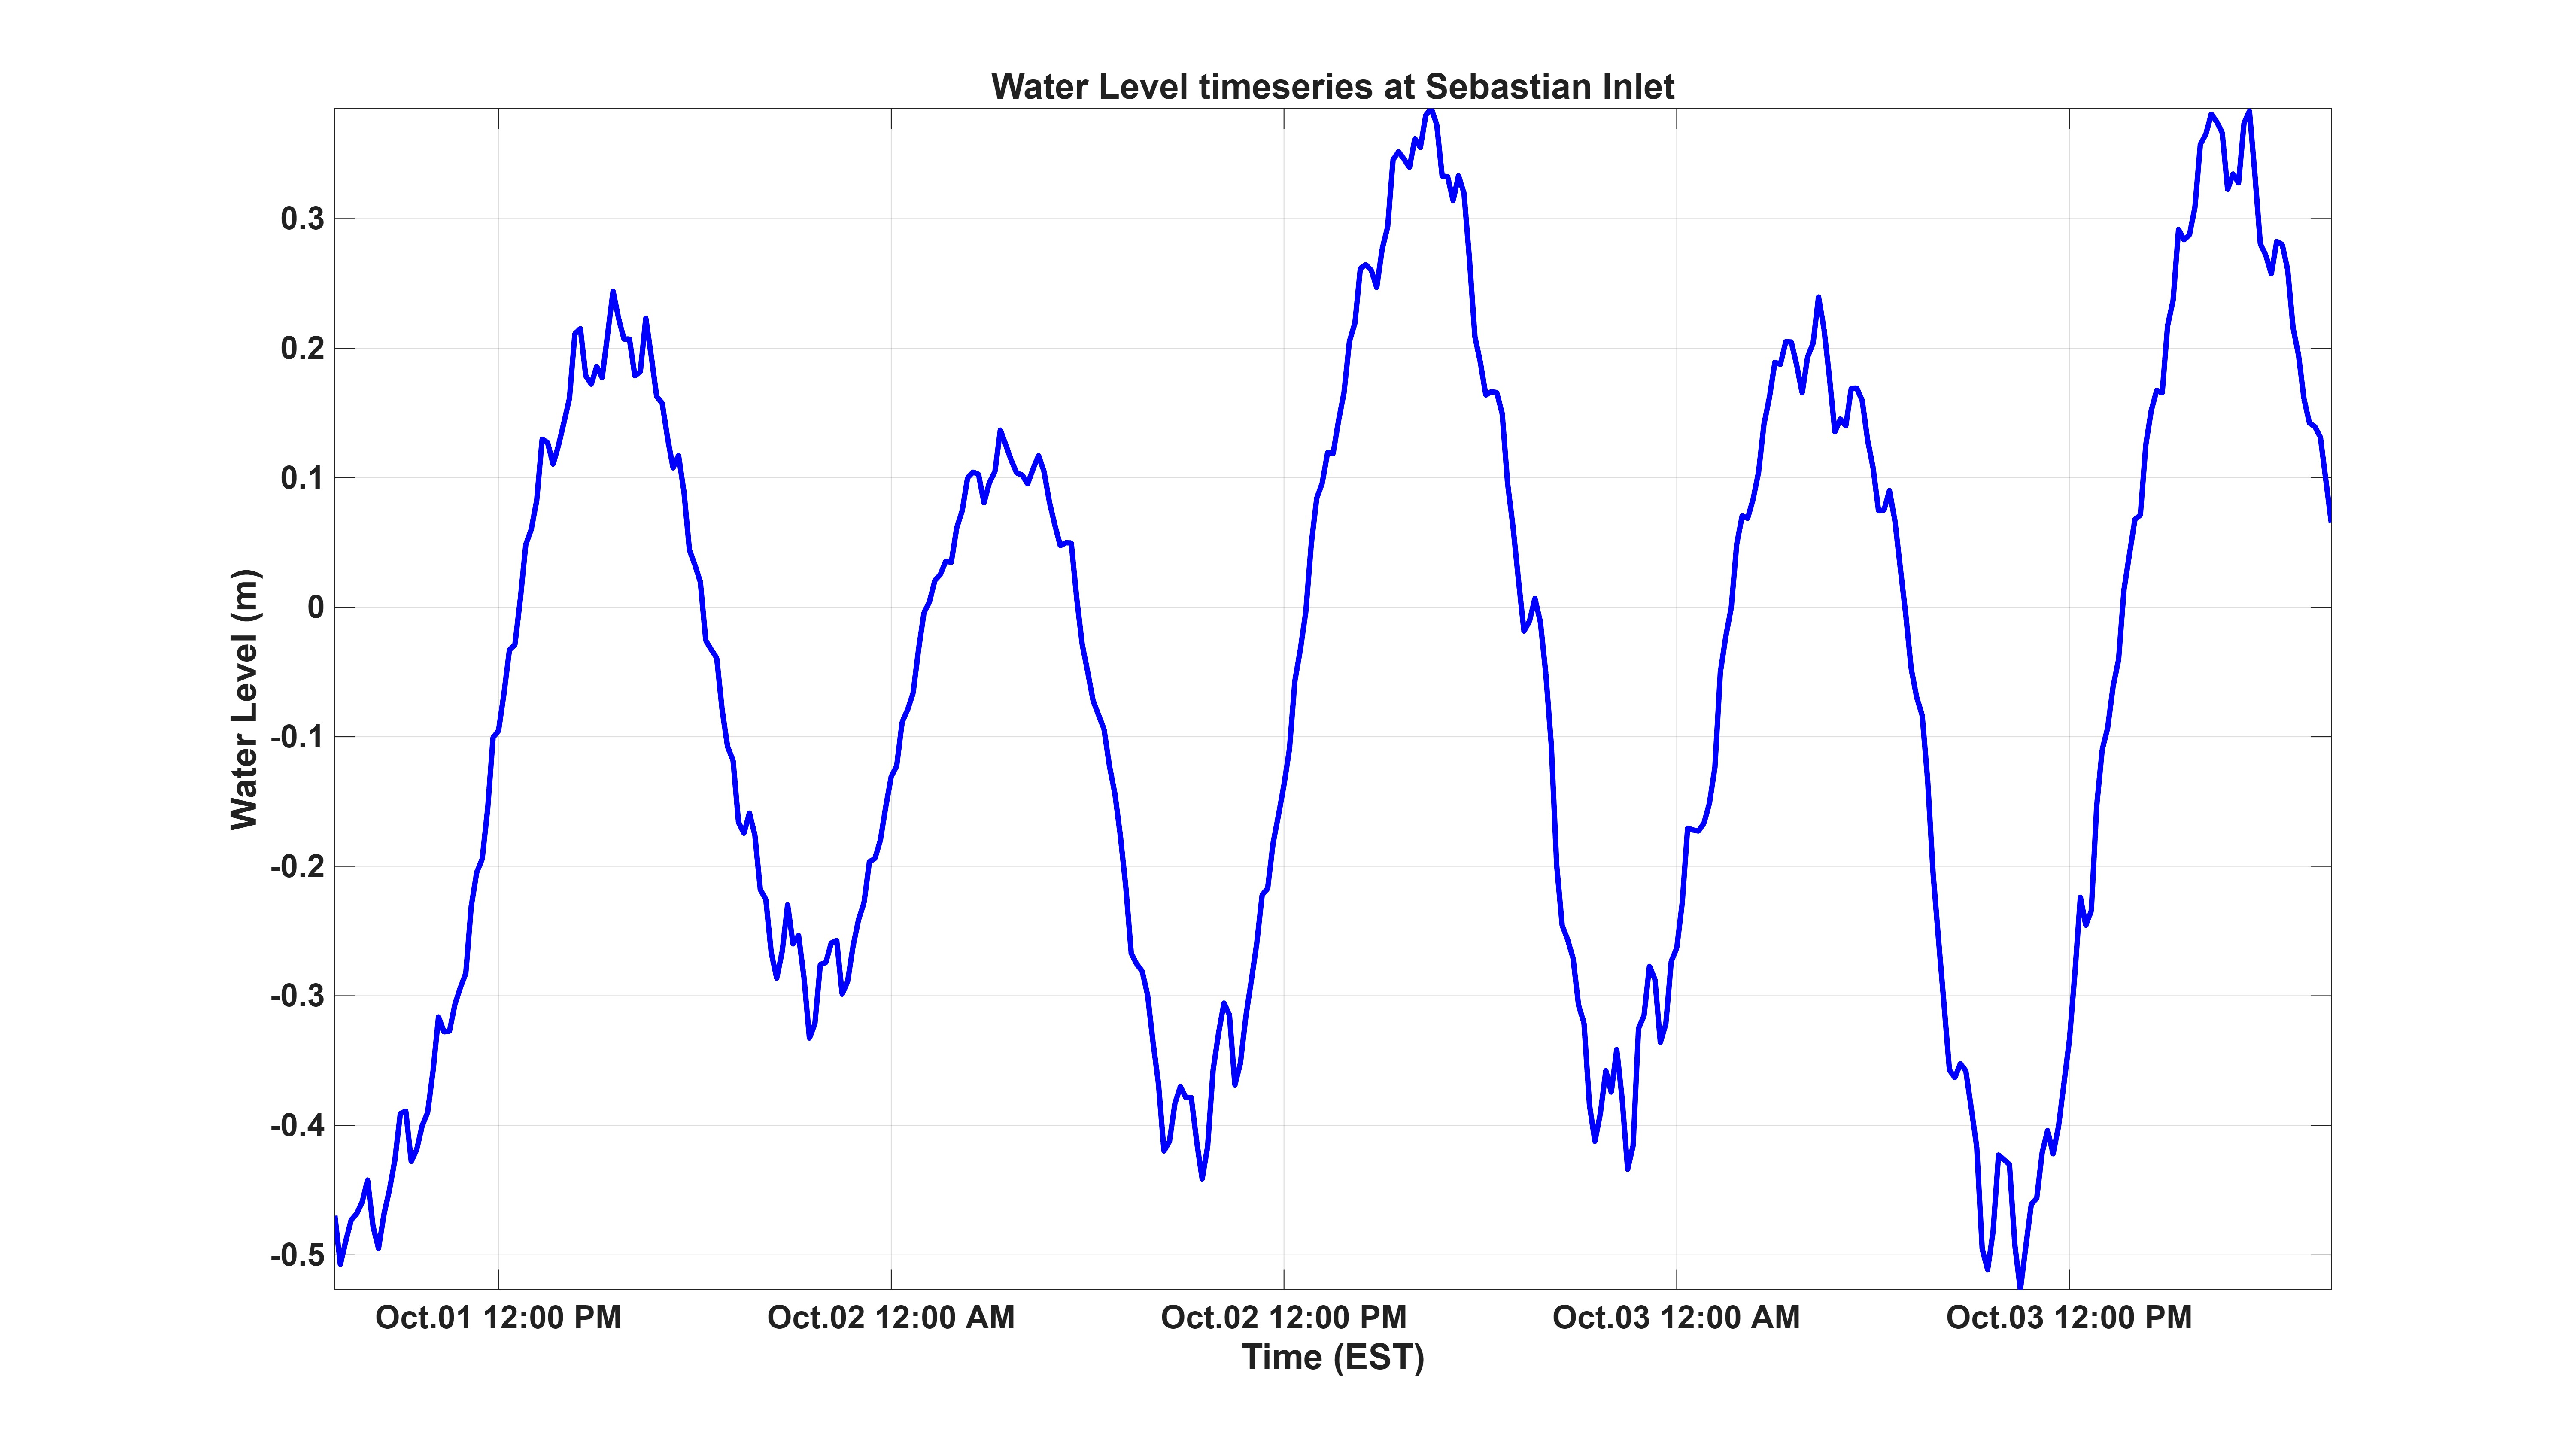 Water Level timeseries at Sebastian Inlet
Water Level (m)
0.3
0.2
0.1
0
-0.1
-0.2
-0.3
-0.4
-0.5
Oct.01 12:00 PM
Oct.02 12:00 AM
Oct.02 12:00 PM
Oct.03 12:00 AM
Oct.03 12:00 PM
Time (EST)